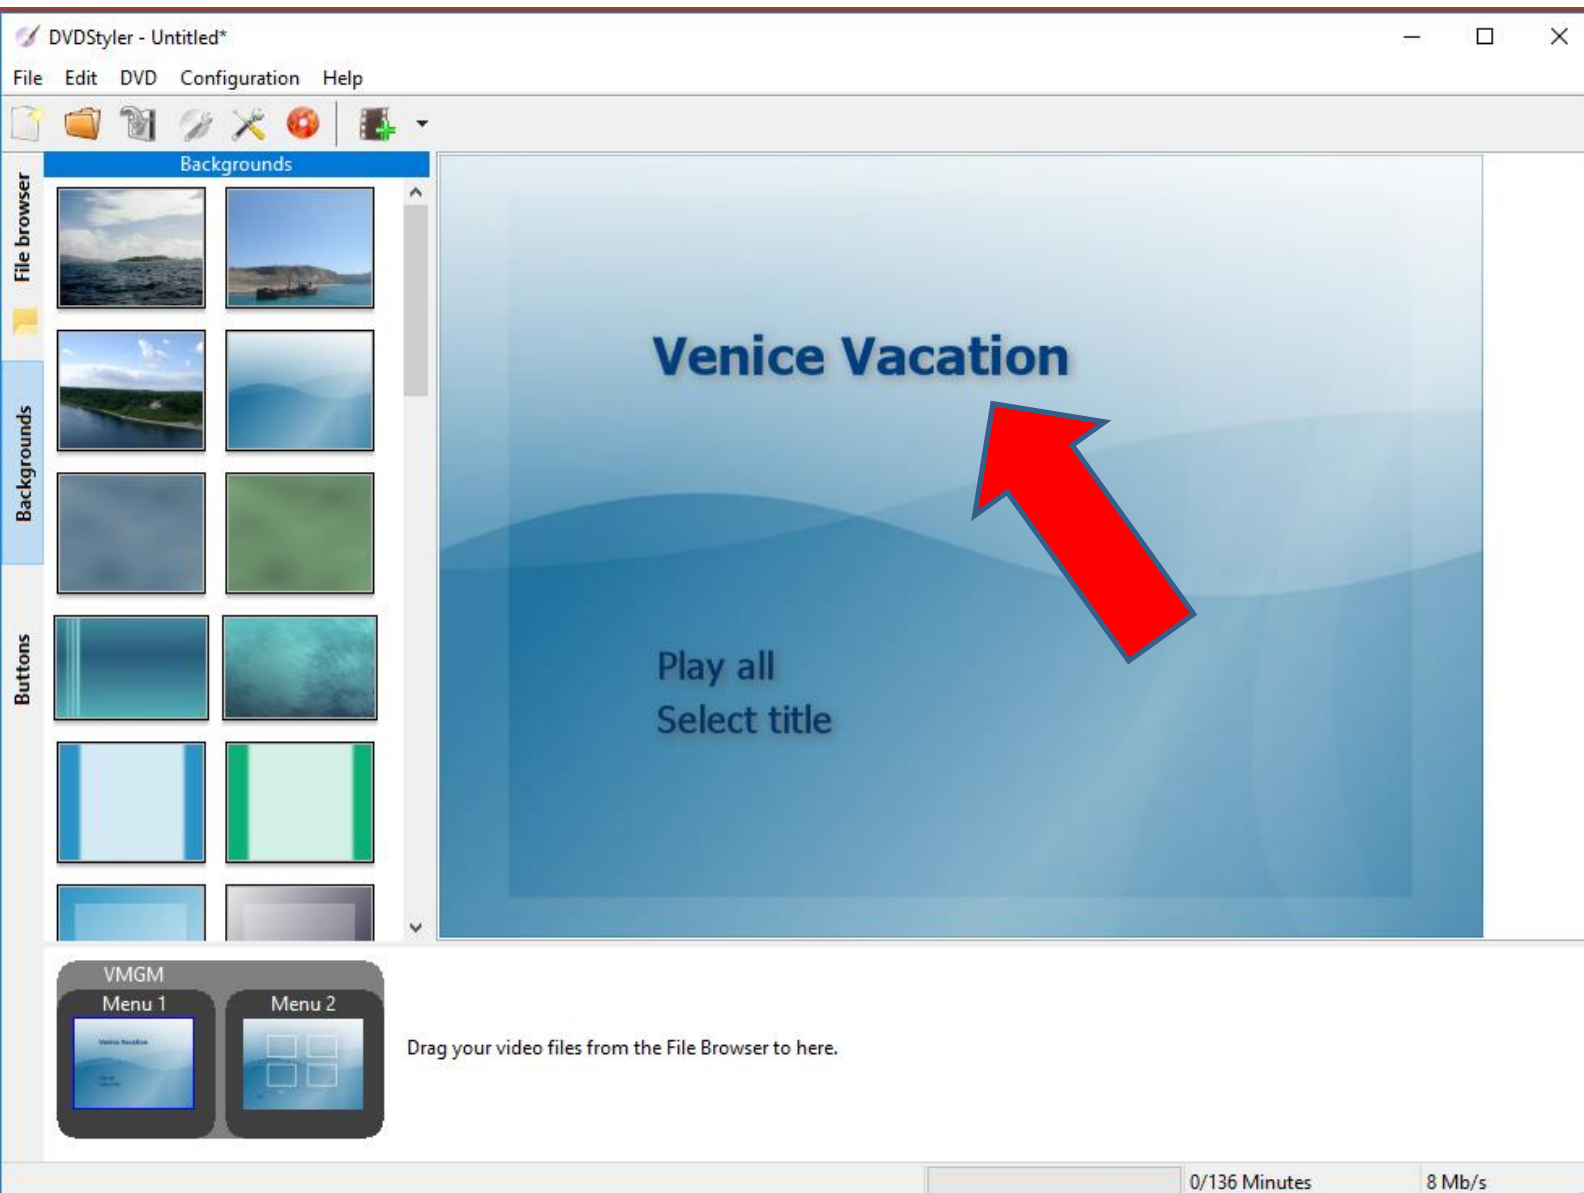 DVDStyler - Untitled*
File Edit DVD Configuration Help
Backgrounds
File browser
Backgrounds
Buttons
Venice Vacation
Play all
Select title
VMGM
Menu 1 Menu 2
Venice Vacation
Drag your video files from the File Browser to here.
0/136 Minutes 8 Mb/s